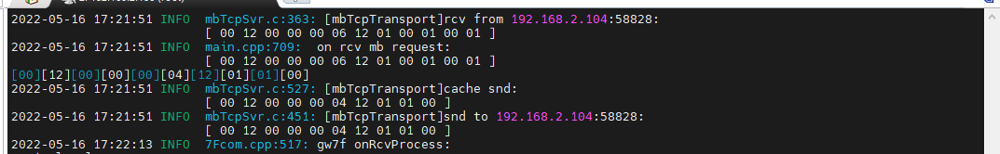 2022-05-16 17:21:51 INFO  mbTcpSvr.c:363: [mbTcpTransport]rcv from 192.168.2.104:58828:
[ 00 12 00 00 00 06 12 01 00 01 00 01 ]
2022-05-16 17:21:51 INFO  main.cpp:709:  on rcv mb request:
[ 00 12 00 00 00 06 12 01 00 01 00 01 ]
[00][12][00][00][00][04][12][01][01][00]
2022-05-16 17:21:51 INFO  mbTcpSvr.c:527: [mbTcpTransport]cache snd:
[ 00 12 00 00 00 04 12 01 01 00 ]
2022-05-16 17:21:51 INFO  mbTcpSvr.c:451: [mbTcpTransport]snd to 192.168.2.104:58828:
[ 00 12 00 00 00 04 12 01 01 00 ]
2022-05-16 17:22:13 INFO  7Fcom.cpp:517: gw7f onRcvProcess: